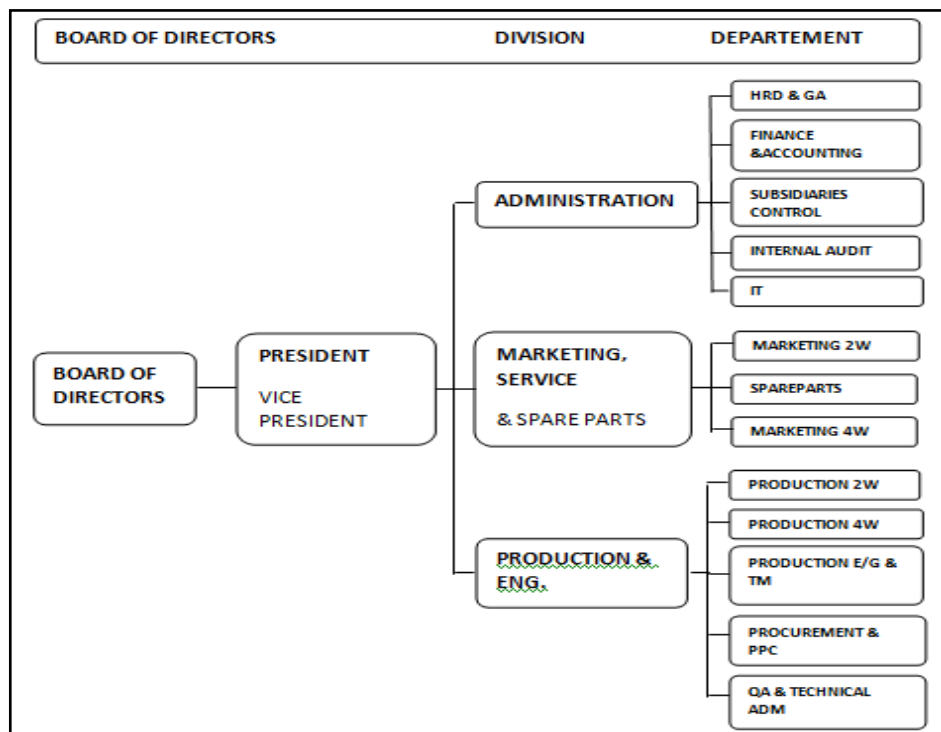 BOARD OF DIRECTORS DIVISION DEPARTEMENT
BOARD OF
DIRECTORS
PRESIDENT
VICE
PRESIDENT
ADMINISTRATION
HRD & GA
FINANCE
&ACCOUNTING
SUBSIDIARIES
CONTROL
INTERNAL AUDIT
IT
MARKETING,
SERVICE
& SPARE PARTS
MARKETING 2W
SPAREPARTS
MARKETING 4W
PRODUCTION &
ENG.
PRODUCTION 2W
PRODUCTION 4W
PRODUCTION E/G &
TM
PROCUREMENT &
PPC
QA & TECHNICAL
ADM